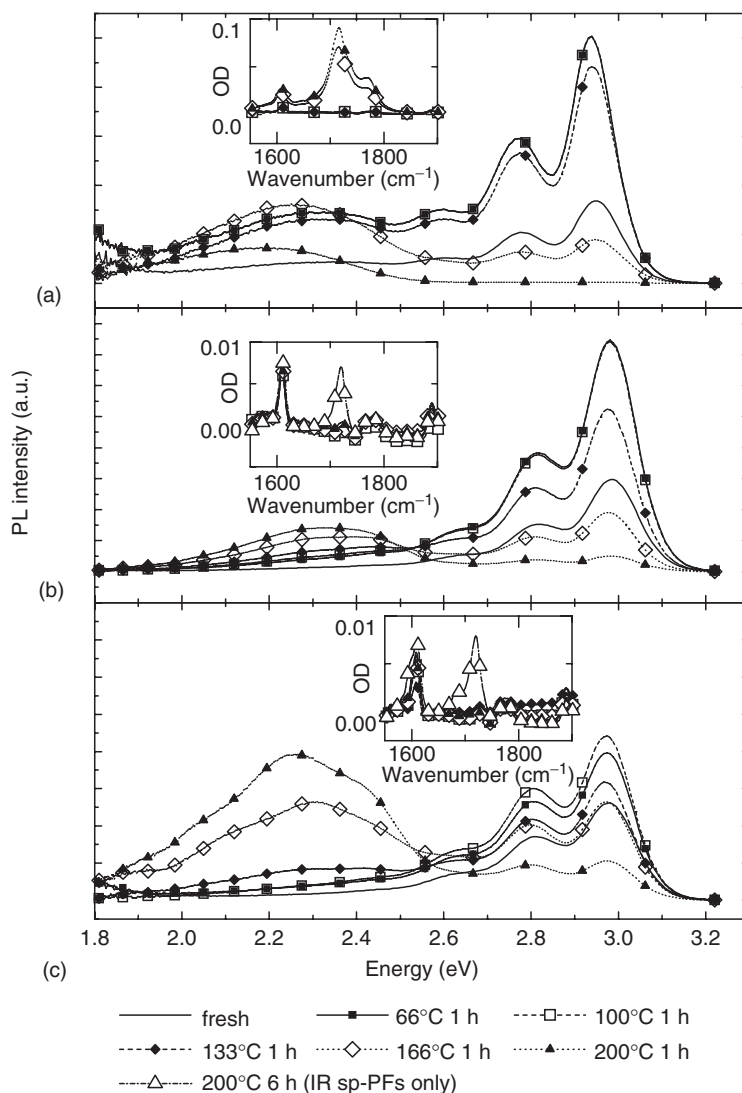 0.1
OD
0.0
1600 1800
Wavenumber (cm⁻¹)
(a)
0.01
OD
0.00
1600 1800
Wavenumber (cm⁻¹)
PL intensity (a.u.)
(b)
0.01
OD
0.00
1600 1800
Wavenumber (cm⁻¹)
1.8 2.0 2.2 2.4 2.6 2.8 3.0 3.2
(c)
Energy (eV)
fresh 66°C 1 h 100°C 1 h
133°C 1 h 166°C 1 h 200°C 1 h
200°C 6 h (IR sp-PFs only)